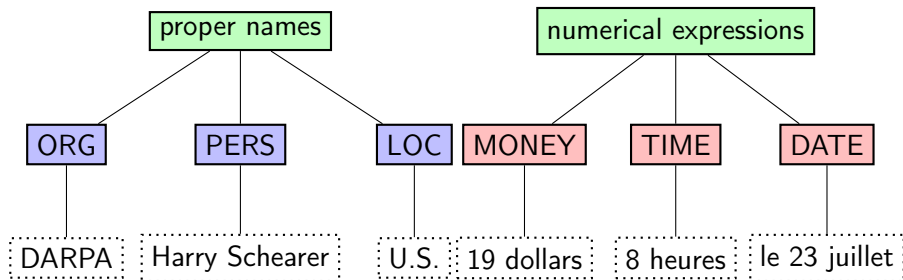 proper names
numerical expressions
ORG
PERS
LOC
MONEY
TIME
DATE
DARPA
Harry Schearer
U.S.
19 dollars
8 heures
le 23 juillet